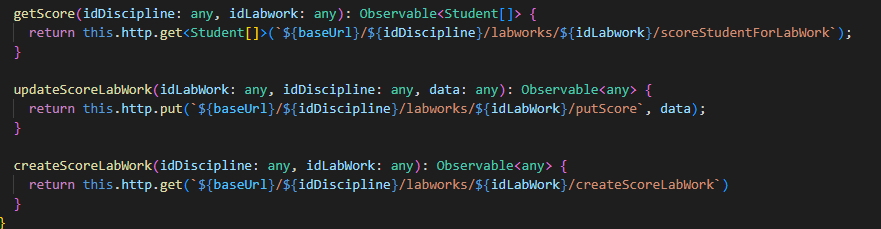 getScore(idDiscipline: any, idLabwork: any): Observable<Student[]> {
return this.http.get<Student[]>(`${baseUrl}/${idDiscipline}/labworks/${idLabwork}/scoreStudentForLabWork`);
}
updateScoreLabWork(idLabWork: any, idDiscipline: any, data: any): Observable<any> {
return this.http.put(`${baseUrl}/${idDiscipline}/labworks/${idLabWork}/putScore`, data);
}
createScoreLabWork(idDiscipline: any, idLabWork: any): Observable<any> {
return this.http.get(`${baseUrl}/${idDiscipline}/labworks/${idLabWork}/createScoreLabWork`)
}
}